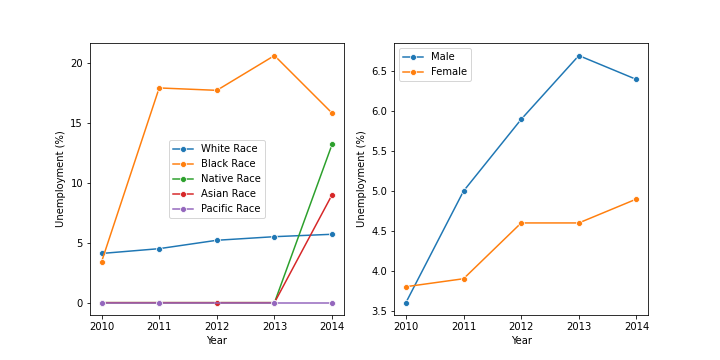 20
15
10
5
0
Unemployment (%)
White Race
Black Race
Native Race
Asian Race
Pacific Race
2010 2011 2012 2013 2014
Year
6.5
6.0
5.5
5.0
4.5
4.0
3.5
Unemployment (%)
Male
Female
2010 2011 2012 2013 2014
Year